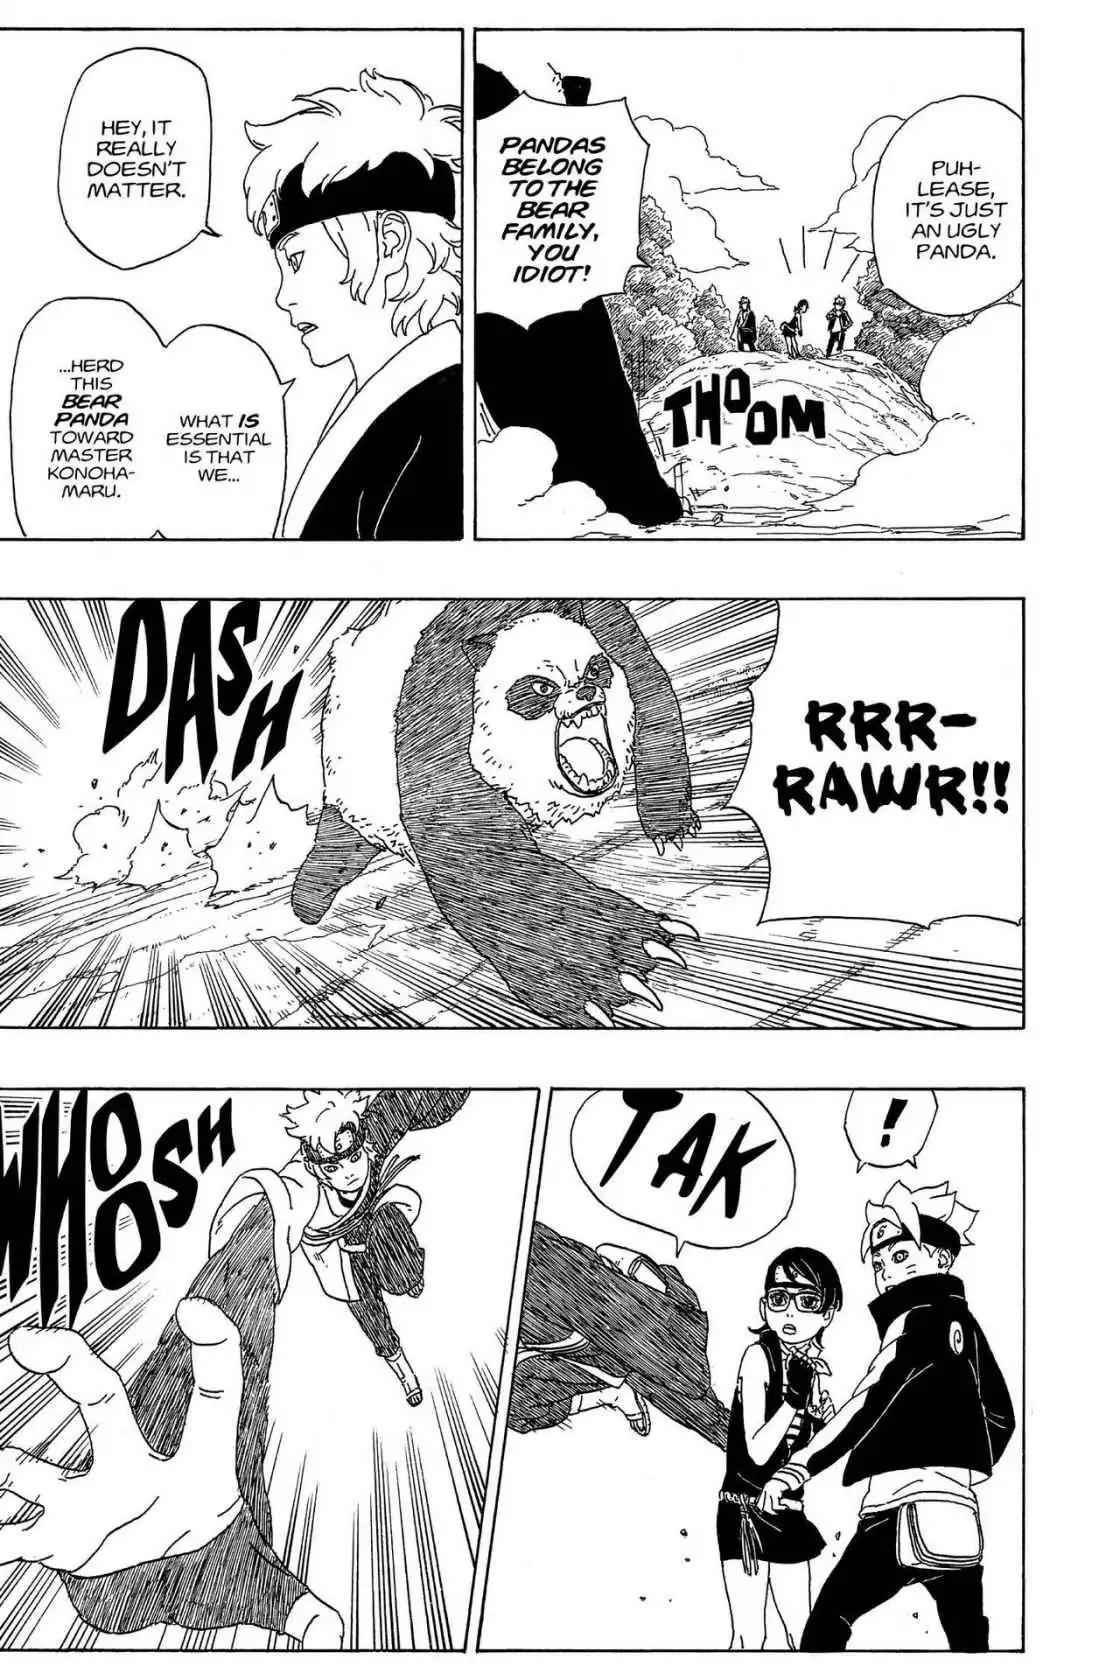 PUH-
LEASE,
IT'S JUST
AN UGLY
PANDA.
PANDAS
BELONG
TO THE
BEAR
FAMILY,
YOU
IDIOT!
THOOM
HEY, IT
REALLY
DOESN'T
MATTER.
WHAT IS
ESSENTIAL
IS THAT
WE...
...HERD
THIS
BEAR
PANDA
TOWARD
MASTER
KONOHA-
MARU.
RRR-
RAWR!!
DASH
!
TAK
WHOOOOSH